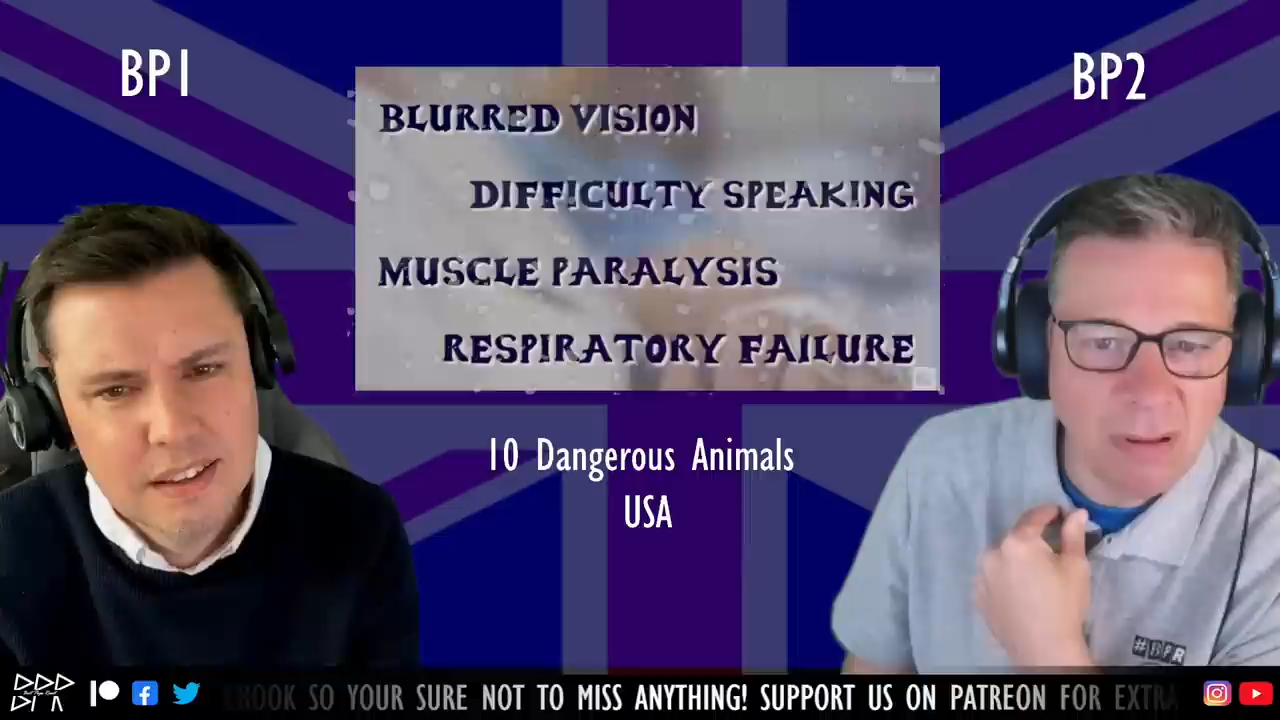 BP1
BP2
BLURRED VISION
DIFFICULTY SPEAKING
MUSCLE PARALYSIS
RESPIRATORY FAILURE
10 Dangerous Animals
USA
SO YOUR SURE NOT TO MISS ANYTHING! SUPPORT US ON PATREON FOR